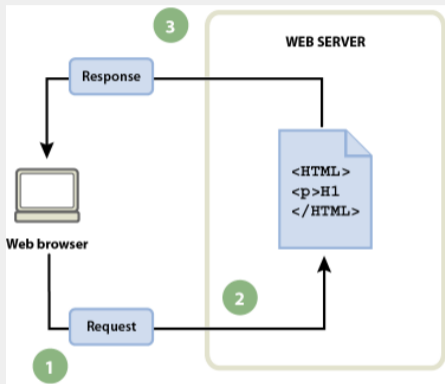 3
WEB SERVER
Response
<HTML>
<p>H1
</HTML>
Web browser
2
Request
1